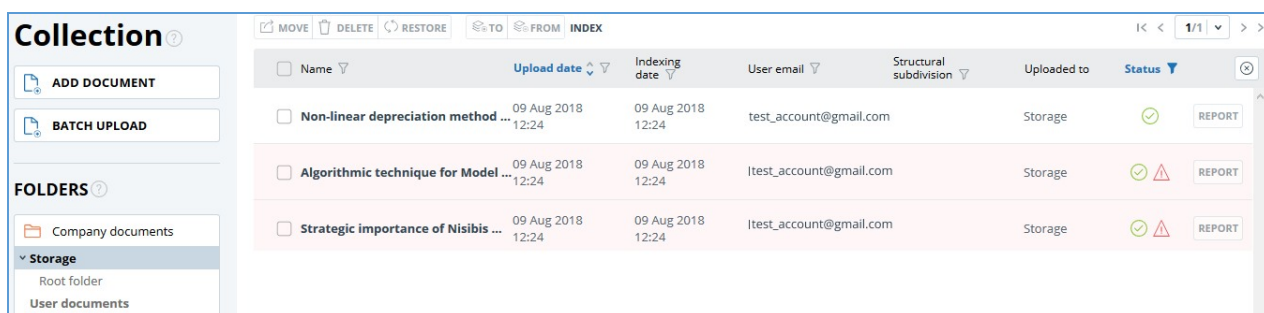 Collection ?
ADD DOCUMENT
BATCH UPLOAD
FOLDERS ?
Company documents
Storage
Root folder
User documents
MOVE DELETE RESTORE TO FROM INDEX 1/1
Name Upload date Indexing date User email Structural subdivision Uploaded to Status
Non-linear depreciation method ... 09 Aug 2018 12:24 09 Aug 2018 12:24 test_account@gmail.com Storage REPORT
Algorithmic technique for Model ... 09 Aug 2018 12:24 09 Aug 2018 12:24 ltest_account@gmail.com Storage REPORT
Strategic importance of Nisibis ... 09 Aug 2018 12:24 09 Aug 2018 12:24 ltest_account@gmail.com Storage REPORT